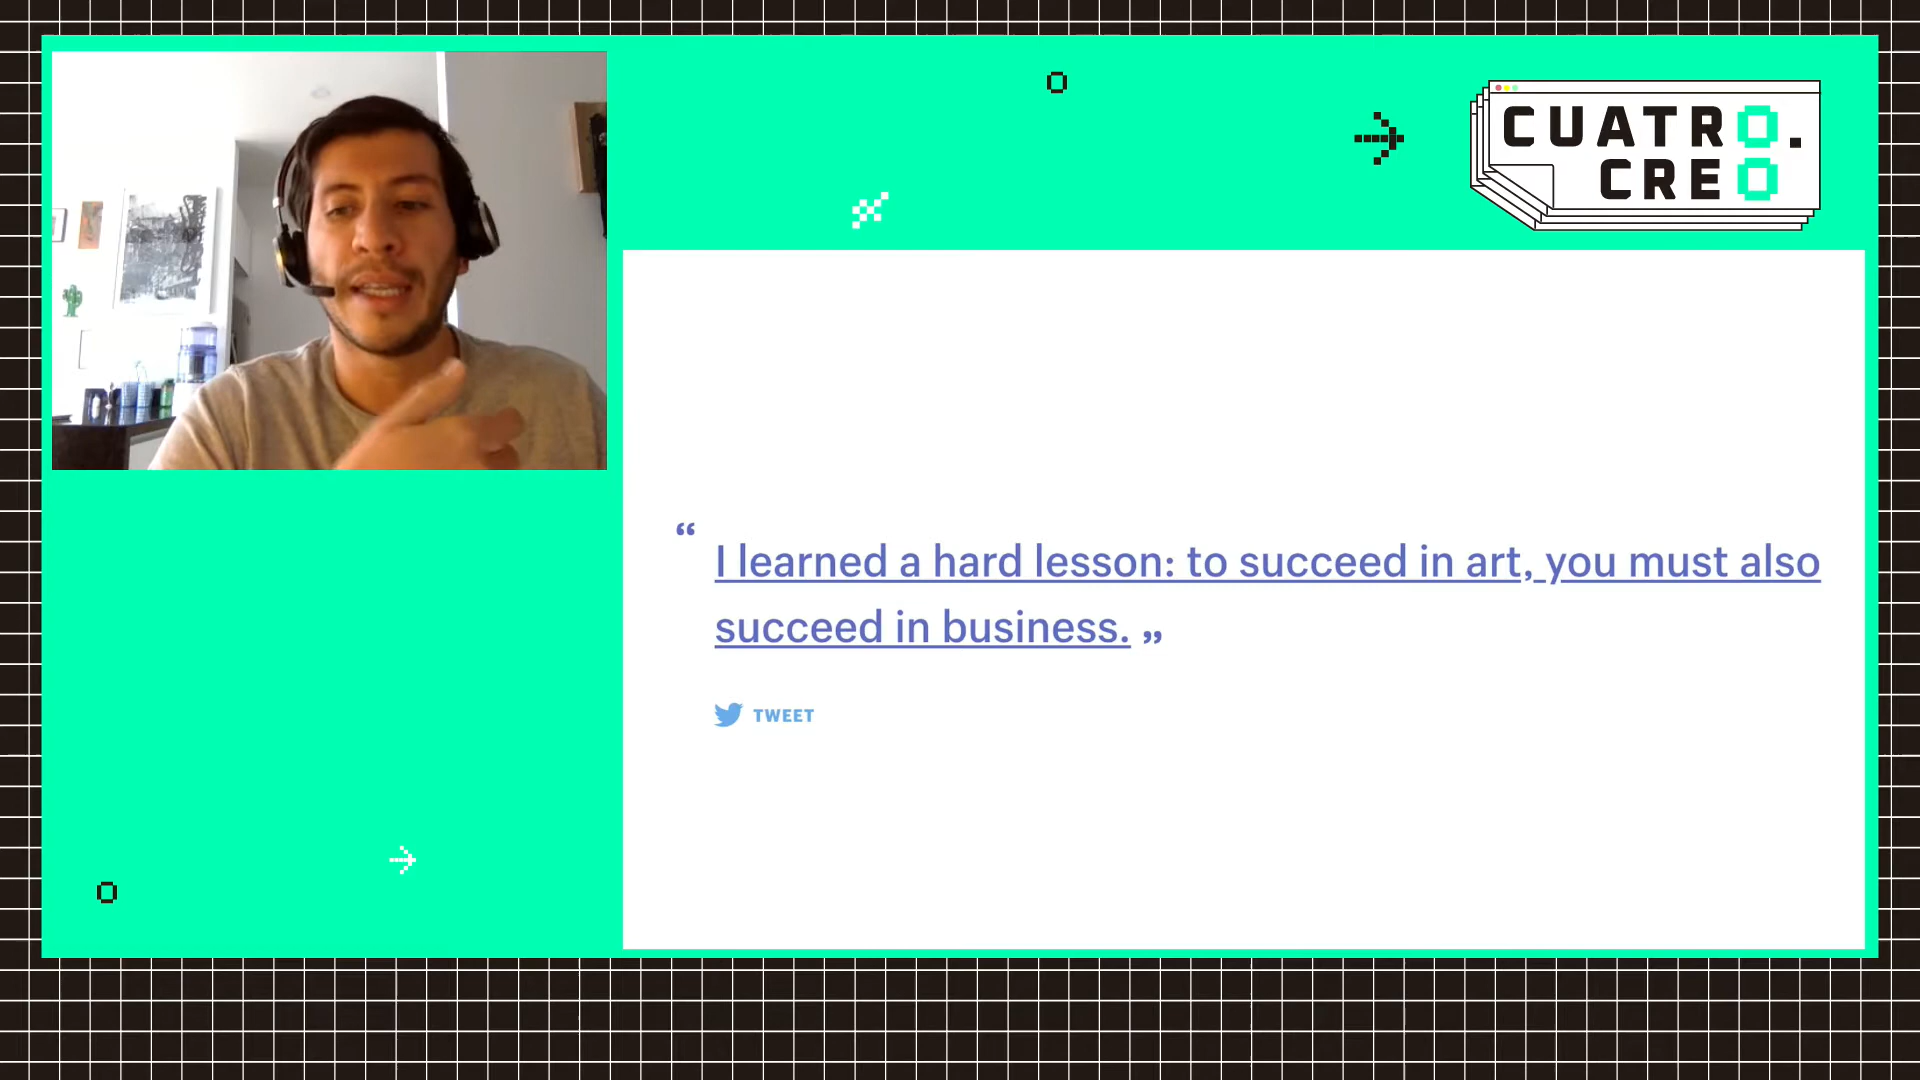 CUATRO.
CREO
“ I learned a hard lesson: to succeed in art, you must also
succeed in business. ”
TWEET